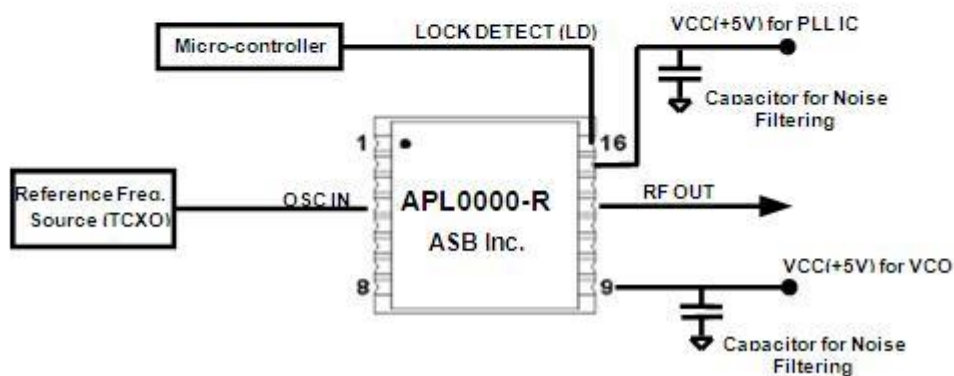 LOCK DETECT (LD)
VCC(+5V) for PLL IC
Micro-controller
Capacitor for Noise
Filtering
1
16
Reference Freq.
Source (TCXO)
OSC IN
APL0000-R
ASB Inc.
RF OUT
8
9
VCC(+5V) for VCO
Capacitor for Noise
Filtering